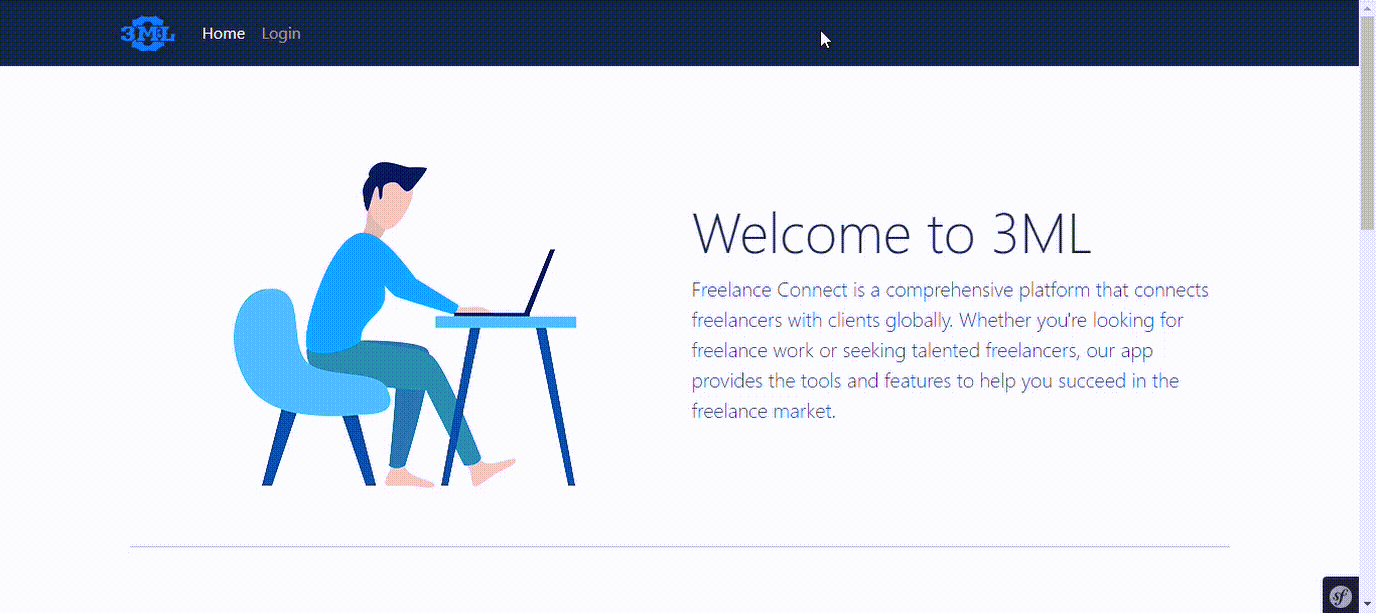 3ML
Home
Login
Welcome to 3ML
Freelance Connect is a comprehensive platform that connects
freelancers with clients globally. Whether you're looking for
freelance work or seeking talented freelancers, our app
provides the tools and features to help you succeed in the
freelance market.
sf